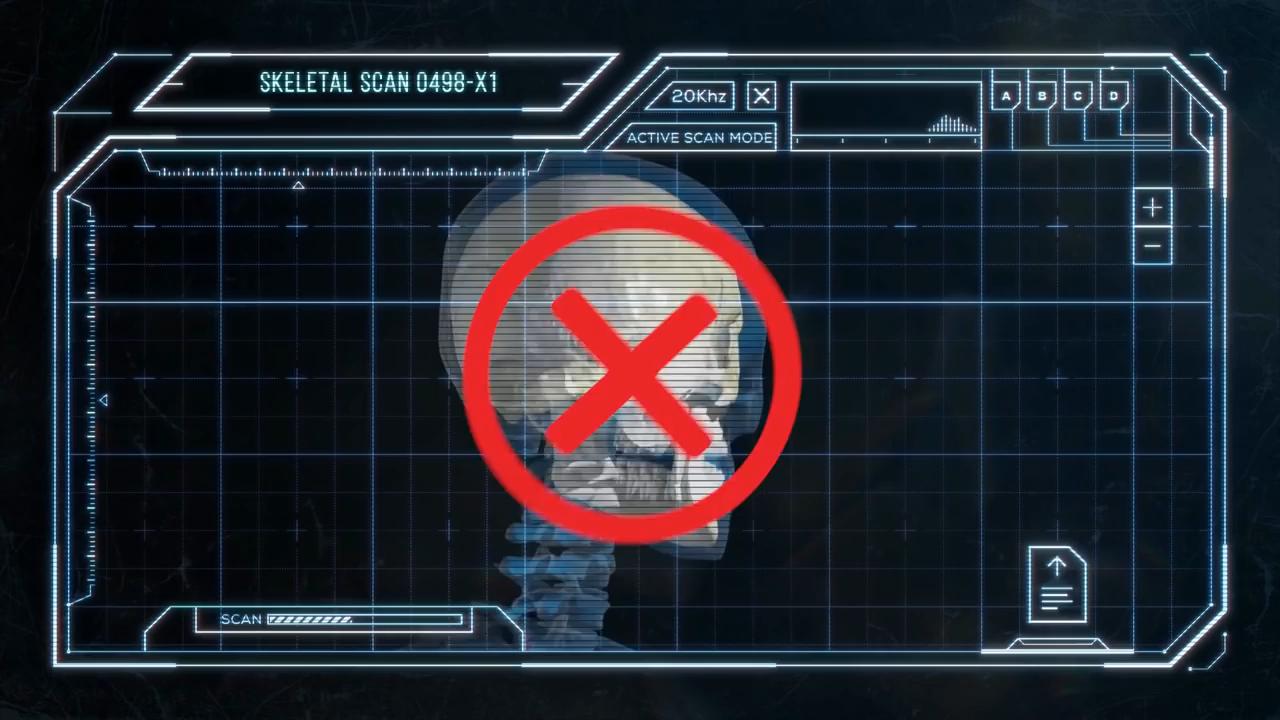 SKELETAL SCAN 0498-X1
20Khz
ACTIVE SCAN MODE
A B C D
SCAN